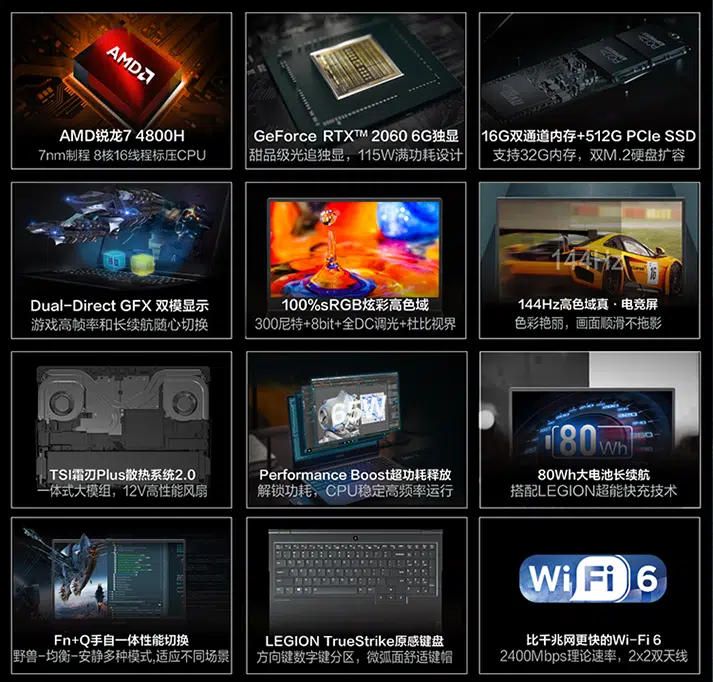 AMD
AMD锐龙7 4800H
7nm制程 8核16线程标压CPU
GeForce RTX™ 2060 6G独显
甜品级光追独显，115W满功耗设计
16G双通道内存+512G PCIe SSD
支持32G内存，双M.2硬盘扩容
Dual-Direct GFX 双模显示
游戏高帧率和长续航随心切换
100%sRGB炫彩高色域
300尼特+8bit+全DC调光+杜比视界
144Hz
16
144Hz高色域真·电竞屏
色彩艳丽，画面顺滑不拖影
TSI霜刃Plus散热系统2.0
一体式大模组，12V高性能风扇
65W
Performance Boost超功耗释放
解锁功耗，CPU稳定高频率运行
80Wh
80Wh大电池长续航
搭配LEGION超能快充技术
Fn+Q手自一体性能切换
野兽-均衡-安静多种模式,适应不同场景
LEGION TrueStrike原感键盘
方向键数字键分区，微弧面舒适键帽
WiFi 6
比千兆网更快的Wi-Fi 6
2400Mbps理论速率，2x2双天线